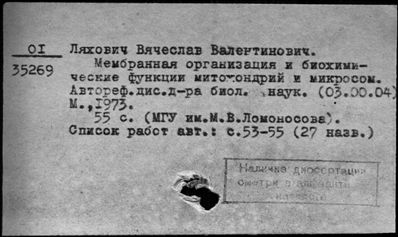 01
35269
Ляхович Вячеслав Валентинович.
Мембранная организация и биохими-
ческие функции митохондрий и микросом.
Автореф.дис.д-ра биол. наук. (03.00.04)
М.,1973.
55 с. (МГУ им.М.В.Ломоносова).
Список работ авт.: с.53-55 (27 назв.)
Наличие диссертации
смотри в